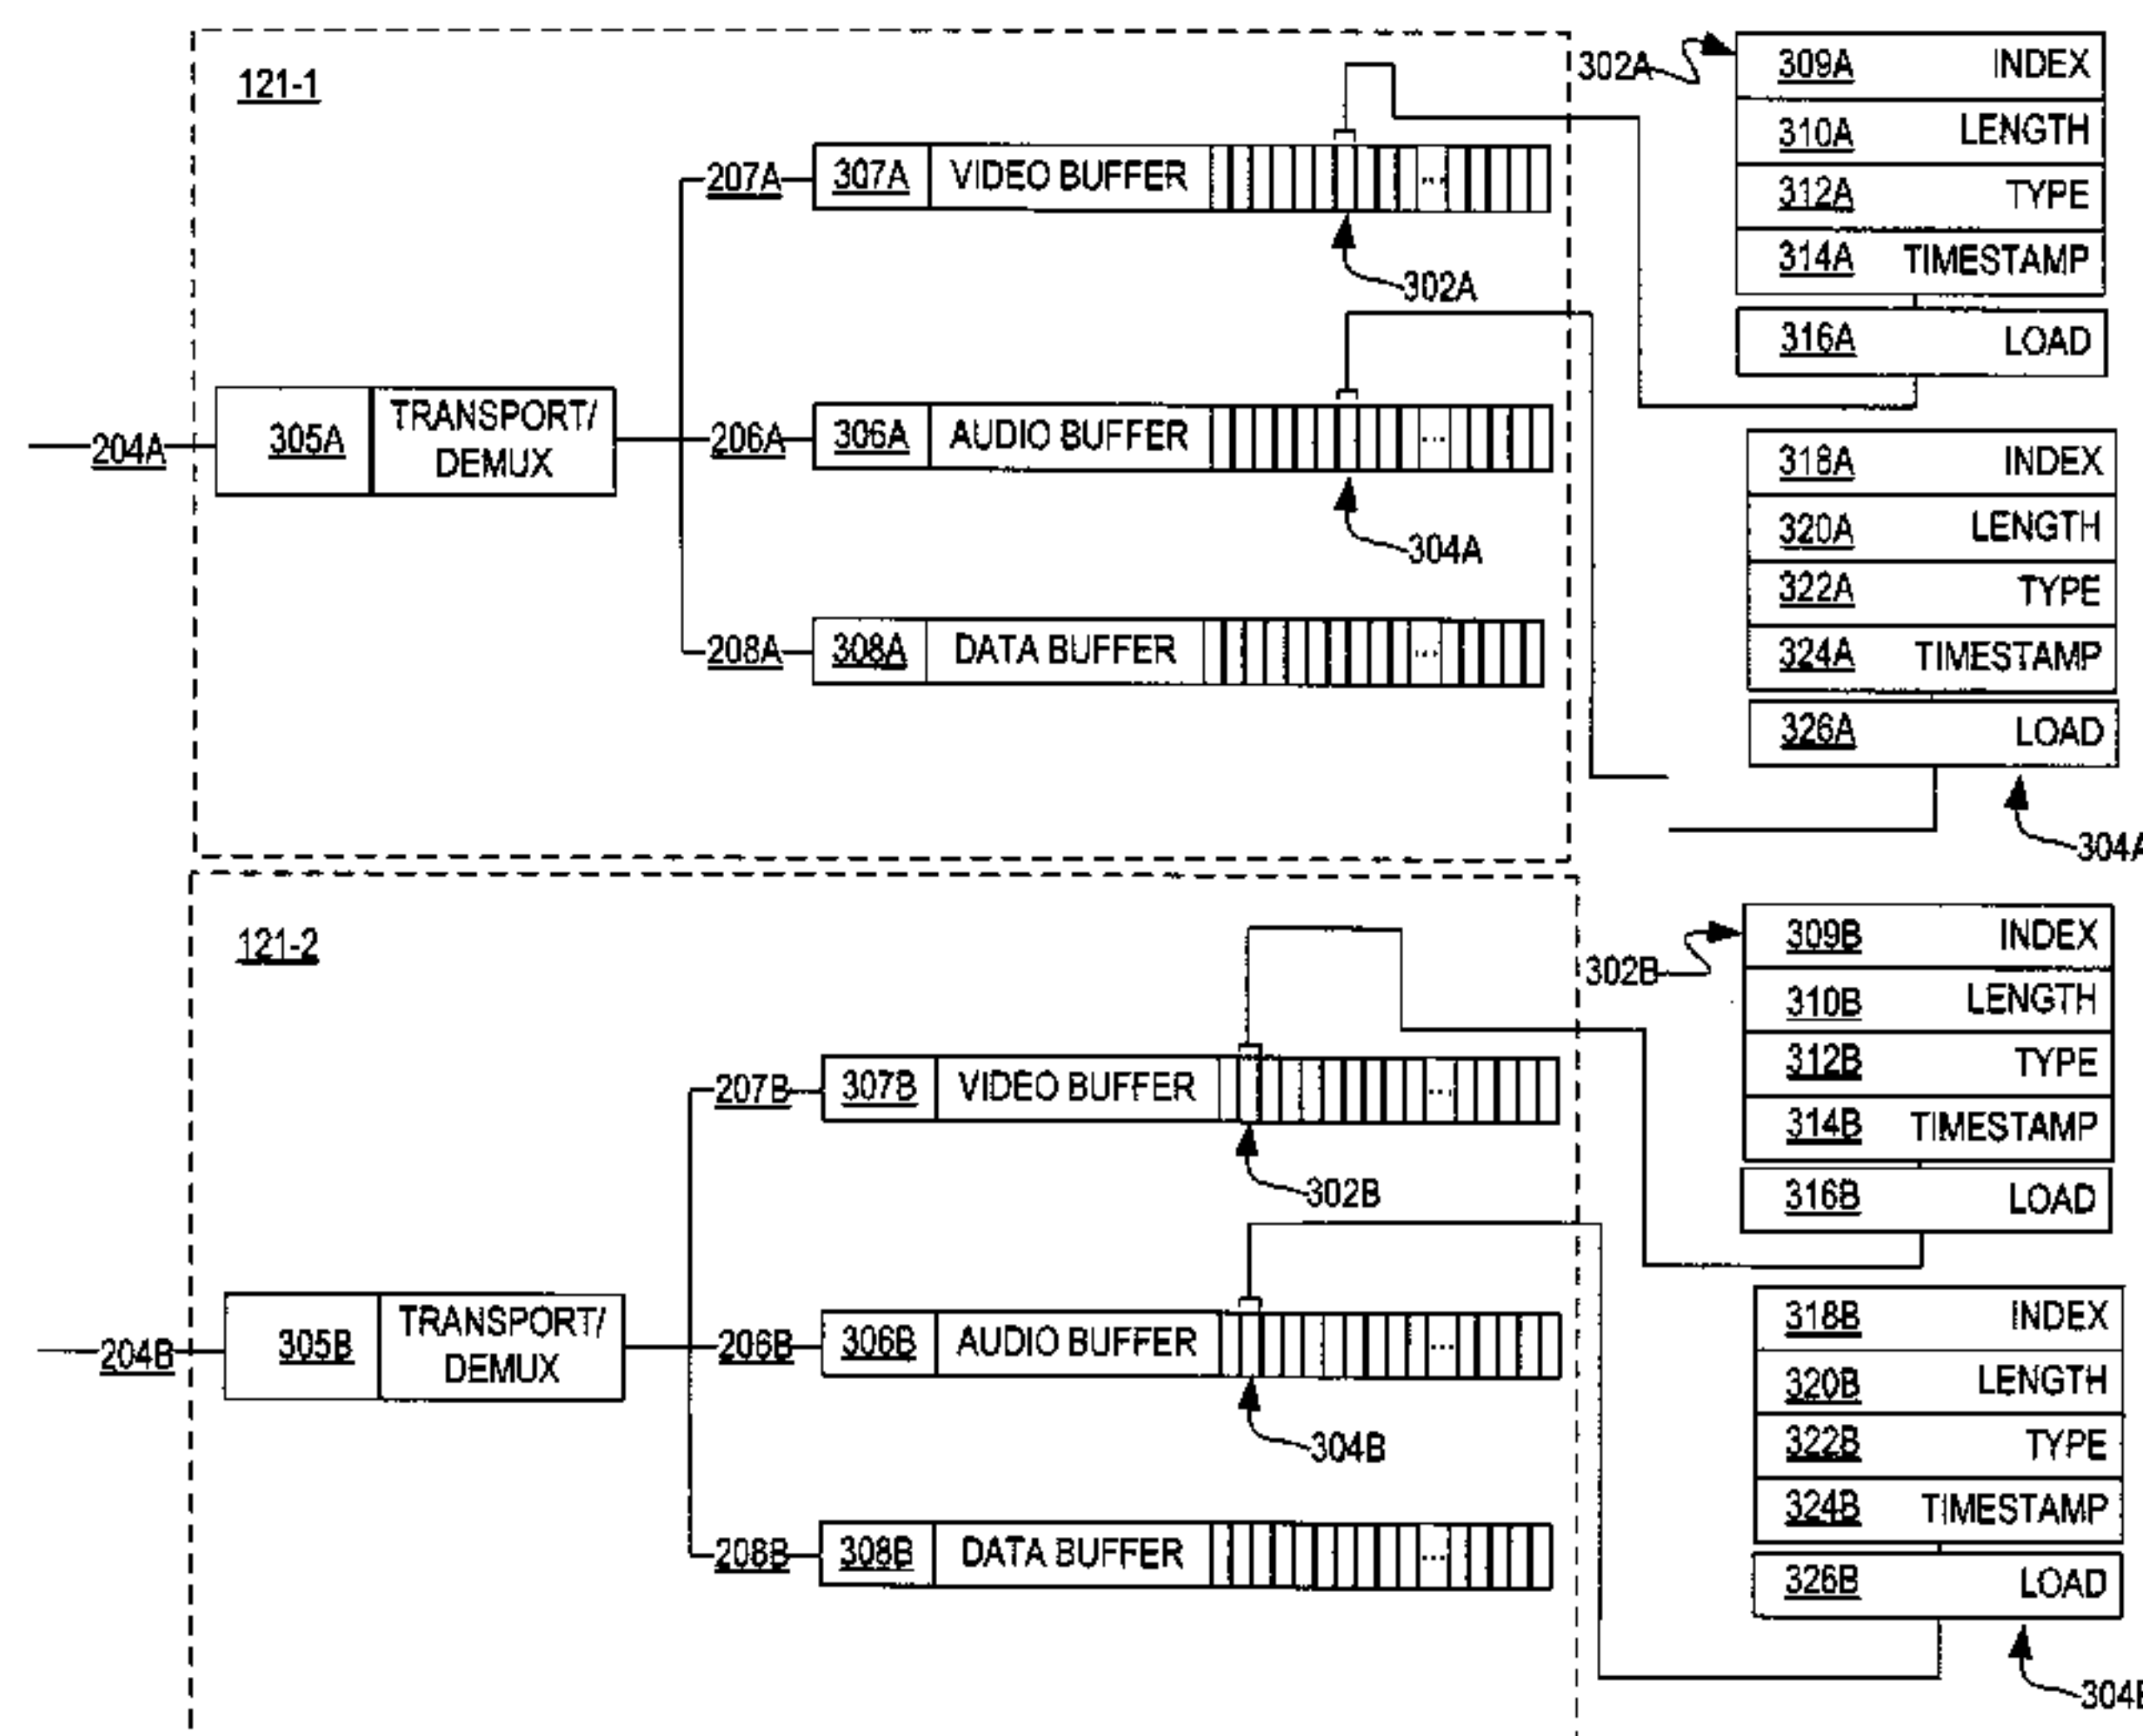 121-1
204A
305A
TRANSPORT/
DEMUX
207A
307A
VIDEO BUFFER
...
302A
206A
306A
AUDIO BUFFER
...
304A
208A
308A
DATA BUFFER
...
302A
309A INDEX
310A LENGTH
312A TYPE
314A TIMESTAMP
316A LOAD
318A INDEX
320A LENGTH
322A TYPE
324A TIMESTAMP
326A LOAD
304A
121-2
204B
305B
TRANSPORT/
DEMUX
207B
307B
VIDEO BUFFER
...
302B
206B
306B
AUDIO BUFFER
...
304B
208B
308B
DATA BUFFER
...
302B
309B INDEX
310B LENGTH
312B TYPE
314B TIMESTAMP
316B LOAD
318B INDEX
320B LENGTH
322B TYPE
324B TIMESTAMP
326B LOAD
304B